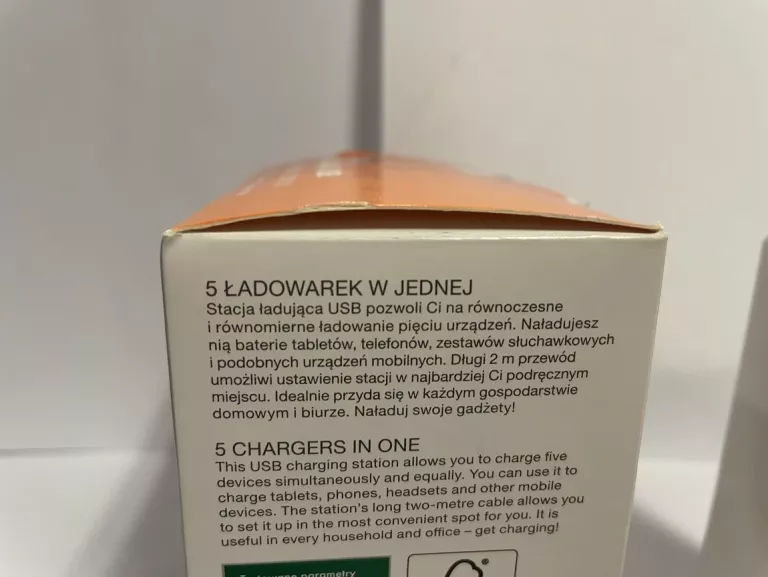 5 ŁADOWAREK W JEDNEJ
Stacja ładująca USB pozwoli Ci na równoczesne
i równomierne ładowanie pięciu urządzeń. Naładujesz
nią baterie tabletów, telefonów, zestawów słuchawkowych
i podobnych urządzeń mobilnych. Długi 2 m przewód
umożliwi ustawienie stacji w najbardziej Ci podręcznym
miejscu. Idealnie przyda się w każdym gospodarstwie
domowym i biurze. Naładuj swoje gadżety!
5 CHARGERS IN ONE
This USB charging station allows you to charge five
devices simultaneously and equally. You can use it to
charge tablets, phones, headsets and other mobile
devices. The station's long two-metre cable allows you
to set it up in the most convenient spot for you. It is
useful in every household and office – get charging!
parametry